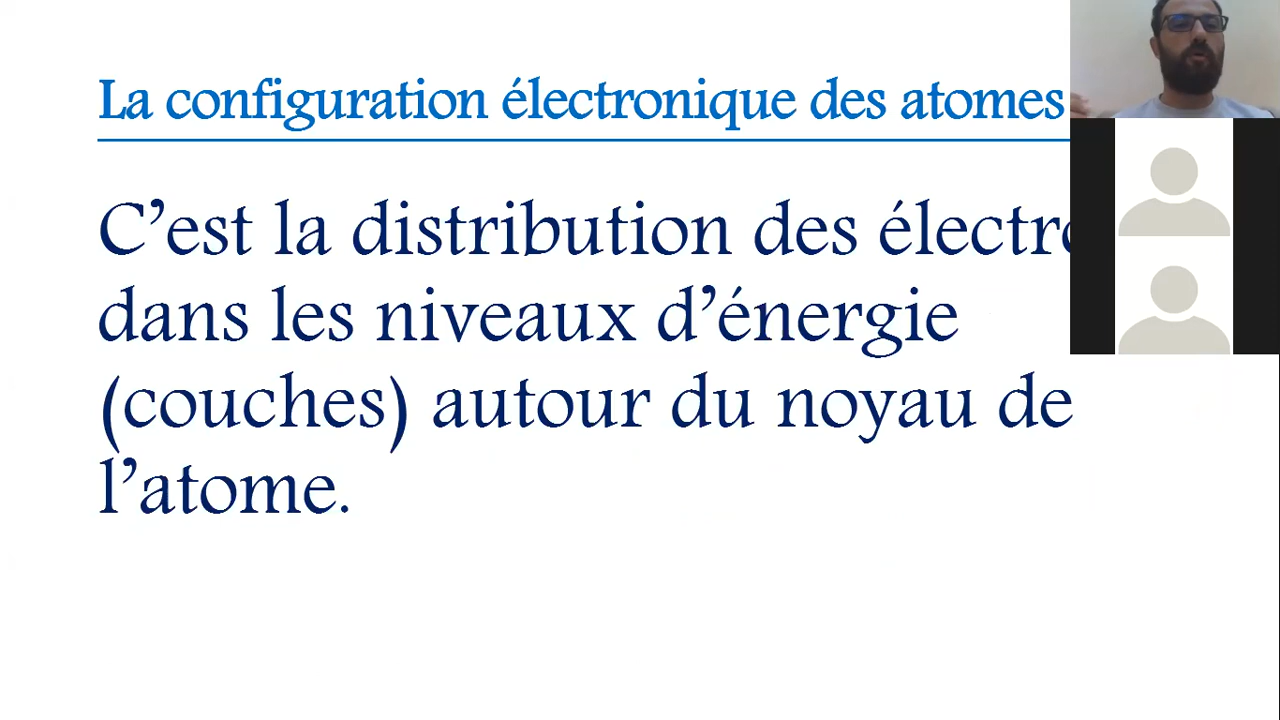 La configuration électronique des atomes
C’est la distribution des
dans les niveaux d’énergie
(couches) autour du noyau de
l’atome.